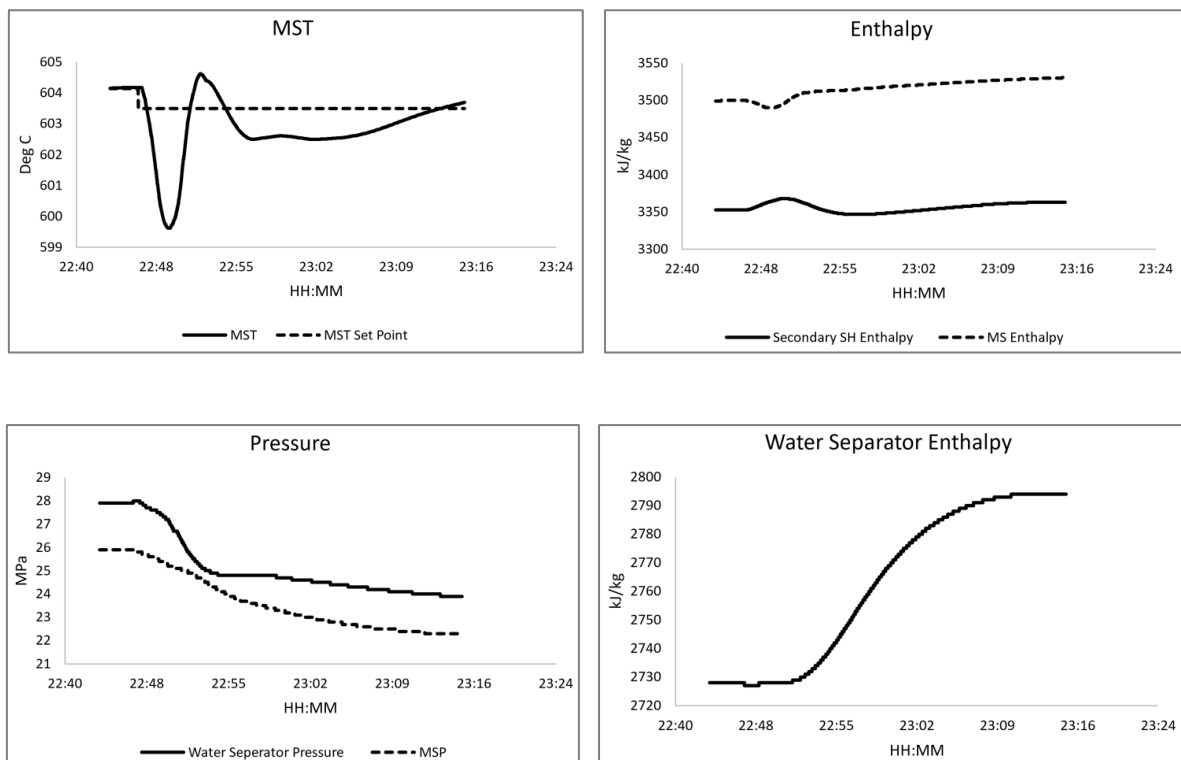 MST
605
604
603
602
601
600
599
Deg C
22:40 22:48 22:55 23:02 23:09 23:16 23:24
HH:MM
MST MST Set Point
Enthalpy
3550
3500
3450
3400
3350
3300
kJ/kg
22:40 22:48 22:55 23:02 23:09 23:16 23:24
HH:MM
Secondary SH Enthalpy MS Enthalpy
Pressure
29
28
27
26
25
24
23
22
21
MPa
22:40 22:48 22:55 23:02 23:09 23:16 23:24
HH:MM
Water Seperator Pressure MSP
Water Separator Enthalpy
2800
2790
2780
2770
2760
2750
2740
2730
2720
kJ/kg
22:40 22:48 22:55 23:02 23:09 23:16 23:24
HH:MM